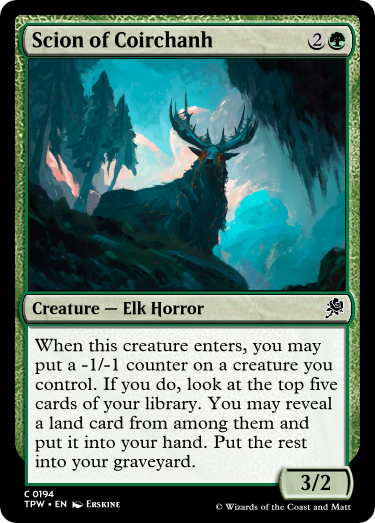 Scion of Coirchanh 2
Creature — Elk Horror
When this creature enters, you may
put a -1/-1 counter on a creature you
control. If you do, look at the top five
cards of your library. You may reveal
a land card from among them and
put it into your hand. Put the rest
into your graveyard.
3/2
C 0194
TPW • EN Erskine
© Wizards of the Coast and Matt